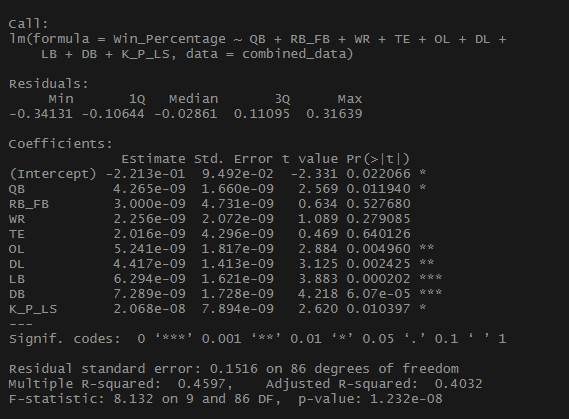 Call:
lm(formula = Win_Percentage ~ QB + RB_FB + WR + TE + OL + DL +
    LB + DB + K_P_LS, data = combined_data)

Residuals:
     Min       1Q   Median       3Q      Max
-0.34131 -0.10644 -0.02861  0.11095  0.31639

Coefficients:
              Estimate Std. Error t value Pr(>|t|)
(Intercept) -2.213e-01  9.492e-02  -2.331 0.022066 *
QB           4.265e-09  1.660e-09   2.569 0.011940 *
RB_FB        3.000e-09  4.731e-09   0.634 0.527680
WR           2.256e-09  2.072e-09   1.089 0.279085
TE           2.016e-09  4.296e-09   0.469 0.640126
OL           5.241e-09  1.817e-09   2.884 0.004960 **
DL           4.417e-09  1.413e-09   3.125 0.002425 **
LB           6.294e-09  1.621e-09   3.883 0.000202 ***
DB           7.289e-09  1.728e-09   4.218 6.07e-05 ***
K_P_LS       2.068e-08  7.894e-09   2.620 0.010397 *
---
Signif. codes:  0 ‘***’ 0.001 ‘**’ 0.01 ‘*’ 0.05 ‘.’ 0.1 ‘ ’ 1

Residual standard error: 0.1516 on 86 degrees of freedom
Multiple R-squared:  0.4597,    Adjusted R-squared:  0.4032
F-statistic: 8.132 on 9 and 86 DF,  p-value: 1.232e-08